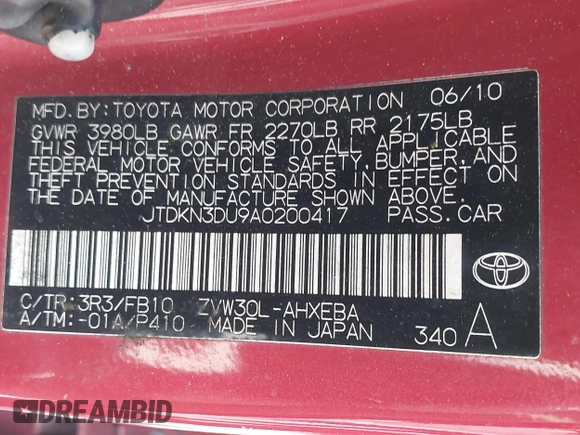 MFD. BY: TOYOTA MOTOR CORPORATION 06/10
GVWR 3980LB GAWR FR 2270LB RR 2175LB
THIS VEHICLE CONFORMS TO ALL APPLICABLE
FEDERAL MOTOR VEHICLE SAFETY, BUMPER, AND
THEFT PREVENTION STANDARDS IN EFFECT ON
THE DATE OF MANUFACTURE SHOWN ABOVE.
JTDKN3DU9A0200417 PASS. CAR
C/TR: 3R3/FB10 ZVW30L-AHXEBA
A/TM: -01A/P410 MADE IN JAPAN 340 A
DREAMBID